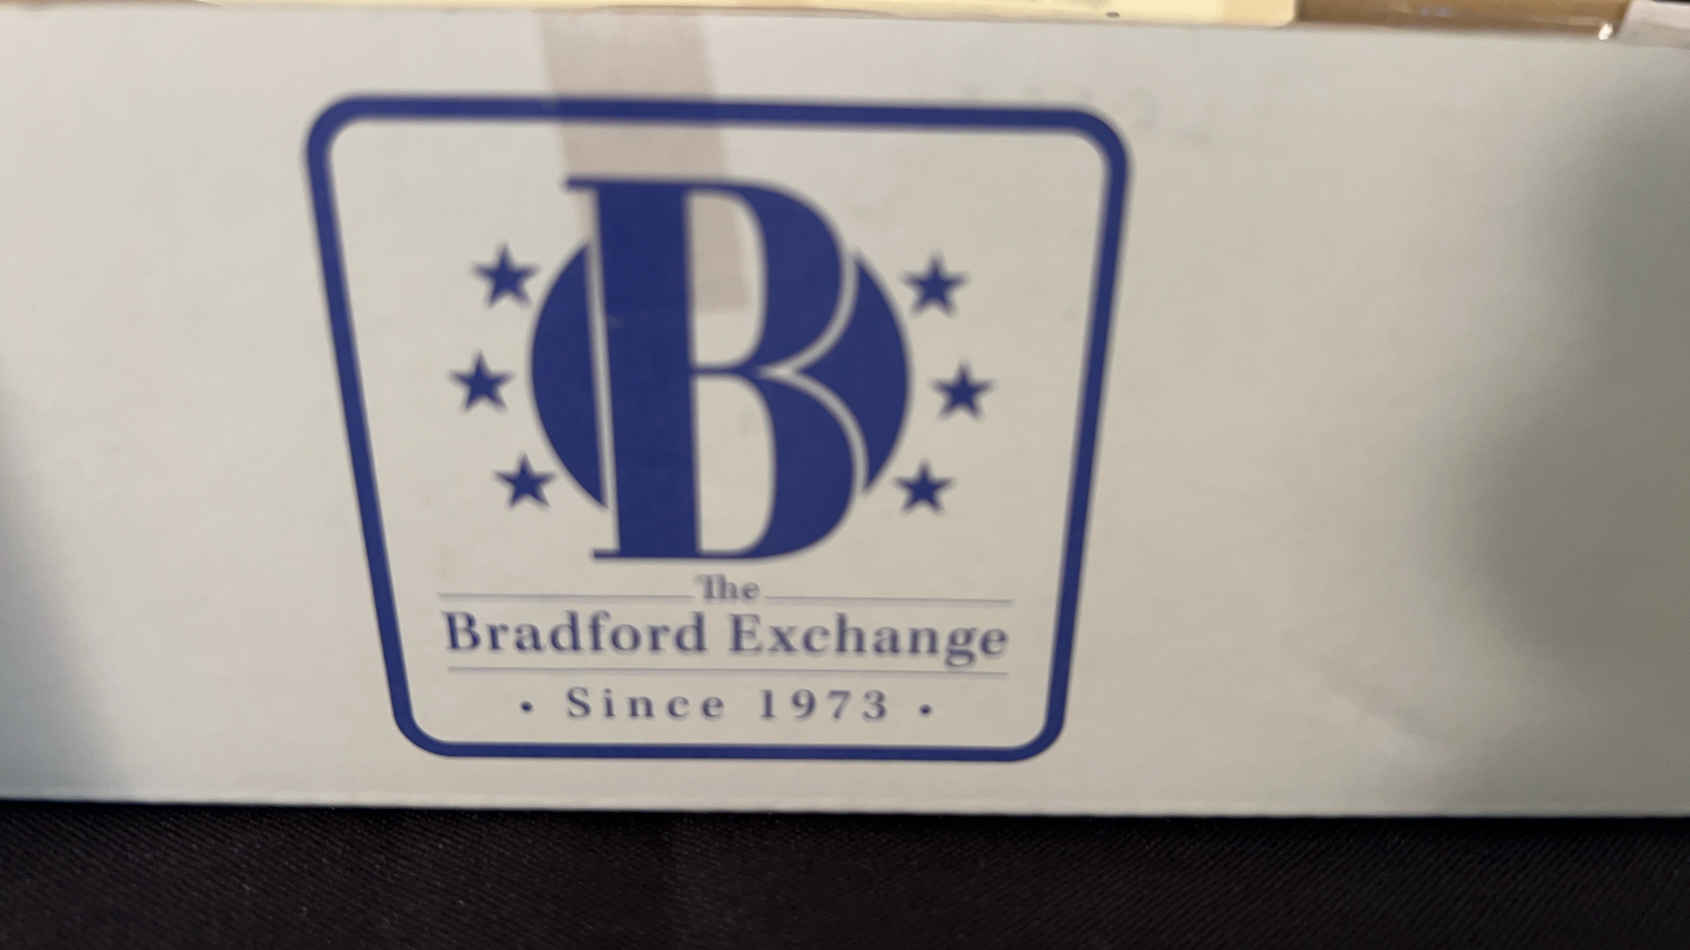 B
The
Bradford Exchange
• Since 1973 •